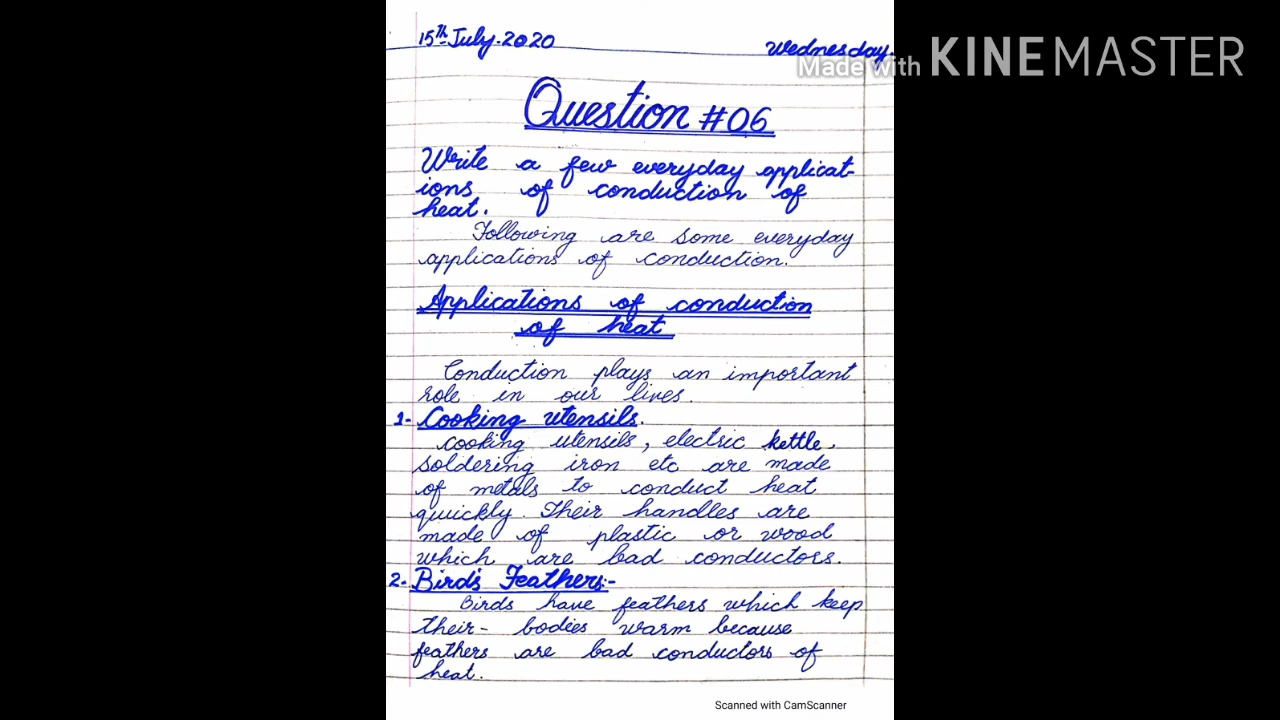 15th July. 2020 Wednesday.
Made with KINEMASTER
Question #06
Write a few everyday applicat-
ions of conduction of
heat.
Following are some everyday
applications of conduction.
Applications of conduction
of heat
Conduction plays an important
role in our lives.
1- Cooking utensils.
cooking utensils, electric kettle.
soldering iron etc are made
of metals to conduct heat
quickly. Their handles are
made of plastic or wood
which are bad conductors.
2- Bird's Feathers:-
Birds have feathers which keep
their- bodies warm because
feathers are bad conductors of
heat.
Scanned with CamScanner